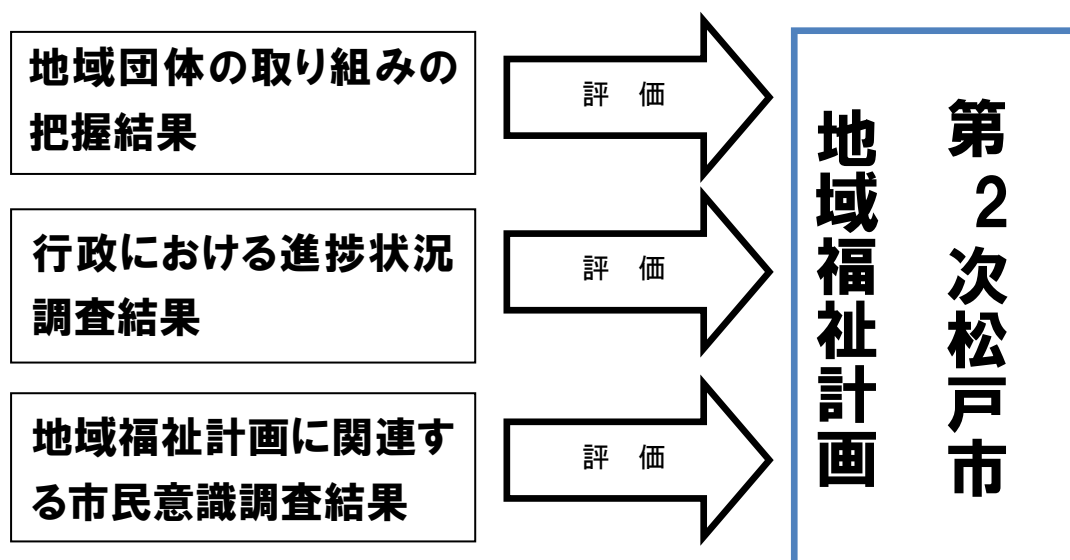 地域団体の取り組みの
把握結果
評 価
行政における進捗状況
調査結果
評 価
地域福祉計画に関連す
る市民意識調査結果
評 価
第2次松戸市
地域福祉計画